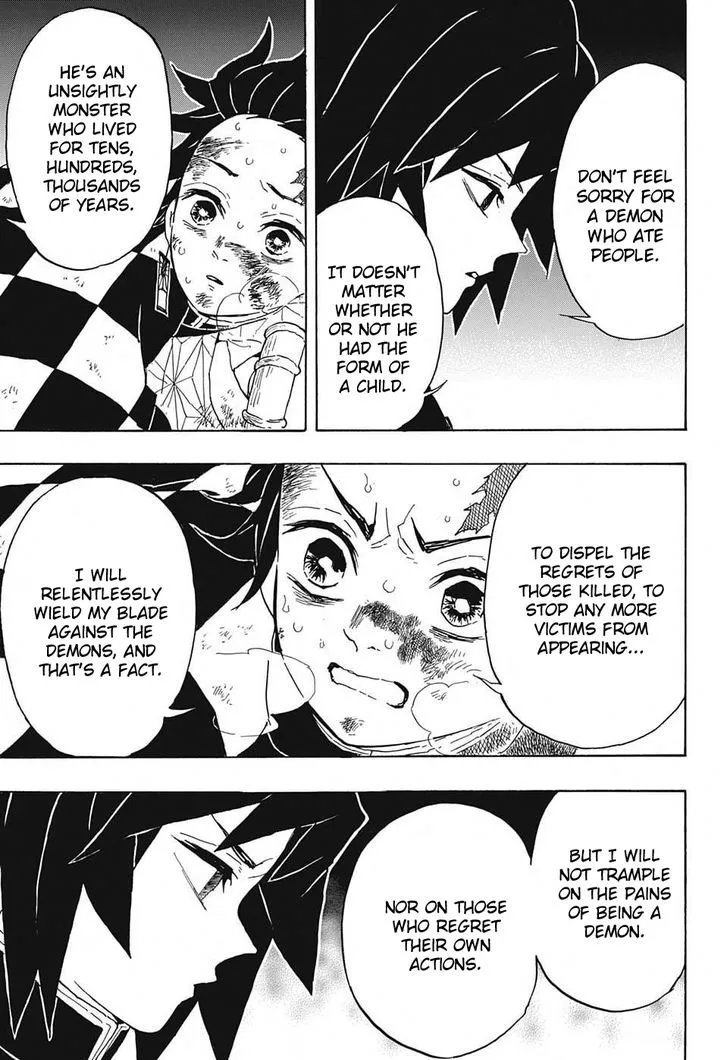 DON'T FEEL
SORRY FOR
A DEMON
WHO ATE
PEOPLE.
IT DOESN'T
MATTER
WHETHER
OR NOT HE
HAD THE
FORM OF
A CHILD.
HE'S AN
UNSIGHTLY
MONSTER
WHO LIVED
FOR TENS,
HUNDREDS,
THOUSANDS
OF YEARS.
TO DISPEL THE
REGRETS OF
THOSE KILLED, TO
STOP ANY MORE
VICTIMS FROM
APPEARING...
I WILL
RELENTLESSLY
WIELD MY BLADE
AGAINST THE
DEMONS, AND
THAT'S A FACT.
BUT I WILL
NOT TRAMPLE
ON THE PAINS
OF BEING A
DEMON.
NOR ON THOSE
WHO REGRET
THEIR OWN
ACTIONS.